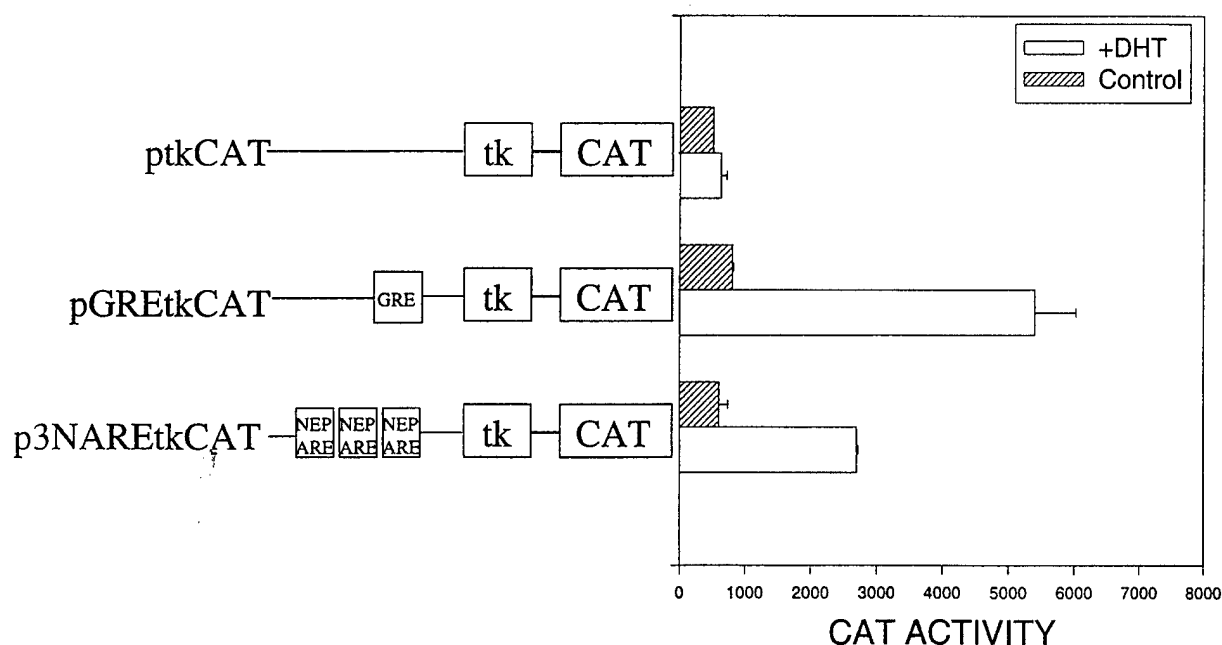 +DHT
Control
ptkCAT
tk
CAT
pGREtkCAT
GRE
tk
CAT
p3NAREtkCAT
NEP ARE
NEP ARE
NEP ARE
tk
CAT
0 1000 2000 3000 4000 5000 6000 7000 8000
CAT ACTIVITY